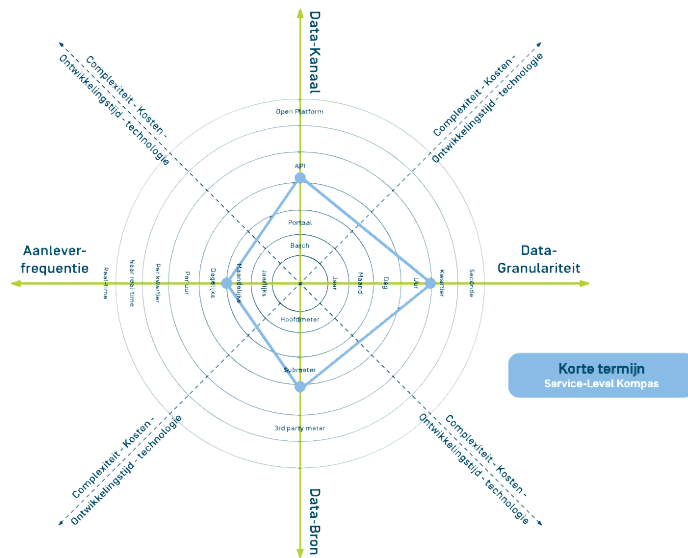 Data-Kanaal
Complexiteit - Kosten -
Ontwikkelingstijd - technologie
Complexiteit - Kosten -
Ontwikkelingstijd - technologie
Open Platform
API
Portaal
Batch
Aanlever-
frequentie
Real-time
Near real time
Per kwartier
Per uur
Dagelijks
Maandelijks
Jaarlijks
Jaar
Maand
Dag
Uur
Kwartier
Seconde
Data-
Granulariteit
Hoofdmeter
Submeter
3rd party meter
Korte termijn
Service-Level Kompas
Complexiteit - Kosten -
Ontwikkelingstijd - technologie
Complexiteit - Kosten -
Ontwikkelingstijd - technologie
Data-Bron